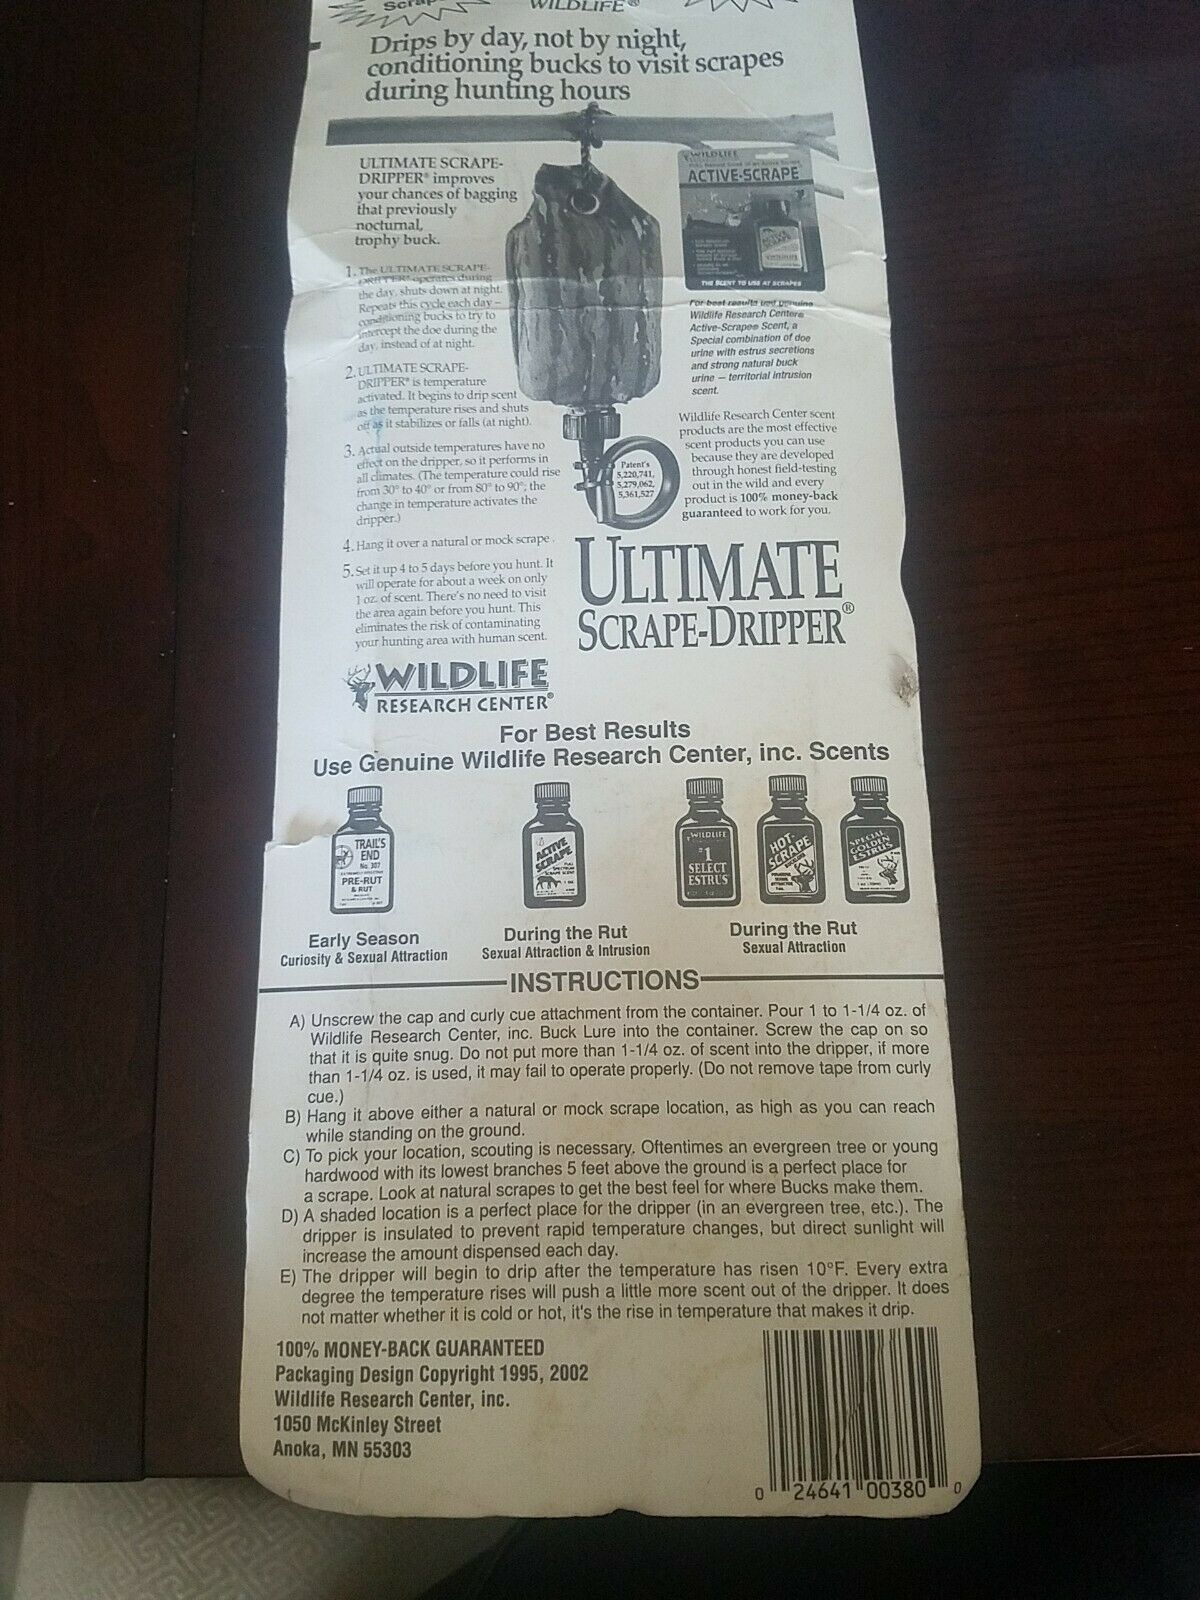 WILDLIFE®
Drips by day, not by night,
conditioning bucks to visit scrapes
during hunting hours
ULTIMATE SCRAPE-
DRIPPER® improves
your chances of bagging
that previously
nocturnal,
trophy buck.
1. The ULTIMATE SCRAPE-
DRIPPER® operates during
the day, shuts down at night.
Repeats this cycle each day –
conditioning bucks to try to
intercept the doe during the
day, instead of at night.
2. ULTIMATE SCRAPE-
DRIPPER® is temperature
activated. It begins to drip scent
as the temperature rises and shuts
off as it stabilizes or falls (at night).
3. Actual outside temperatures have no
effect on the dripper, so it performs in
all climates. (The temperature could rise
from 30° to 40° or from 80° to 90°; the
change in temperature activates the
dripper.)
4. Hang it over a natural or mock scrape.
5. Set it up 4 to 5 days before you hunt. It
will operate for about a week on only
1 oz. of scent. There's no need to visit
the area again before you hunt. This
eliminates the risk of contaminating
your hunting area with human scent.
WILDLIFE
ACTIVE-SCRAPE
THE SCENT TO USE AT SCRAPES
For best results use genuine
Wildlife Research Center®
Active-Scrape® Scent, a
Special combination of doe
urine with estrus secretions
and strong natural buck
urine — territorial intrusion
scent.
Wildlife Research Center scent
products are the most effective
scent products you can use
because they are developed
through honest field-testing
out in the wild and every
product is 100% money-back
guaranteed to work for you.
Patent's
5,220,741,
5,279,062,
5,361,527
ULTIMATE
SCRAPE-DRIPPER®
WILDLIFE
RESEARCH CENTER®
For Best Results
Use Genuine Wildlife Research Center, inc. Scents
TRAIL'S
END
No. 307
PRE-RUT
& RUT
ACTIVE
SCRAPE
FULL
SPECTRUM
SCRAPE SCENT
WILDLIFE
#1
SELECT
ESTRUS
HOT-
SCRAPE
SPECIAL
GOLDEN
ESTRUS
Early Season
Curiosity & Sexual Attraction
During the Rut
Sexual Attraction & Intrusion
During the Rut
Sexual Attraction
INSTRUCTIONS
A) Unscrew the cap and curly cue attachment from the container. Pour 1 to 1-1/4 oz. of
Wildlife Research Center, inc. Buck Lure into the container. Screw the cap on so
that it is quite snug. Do not put more than 1-1/4 oz. of scent into the dripper, if more
than 1-1/4 oz. is used, it may fail to operate properly. (Do not remove tape from curly
cue.)
B) Hang it above either a natural or mock scrape location, as high as you can reach
while standing on the ground.
C) To pick your location, scouting is necessary. Oftentimes an evergreen tree or young
hardwood with its lowest branches 5 feet above the ground is a perfect place for
a scrape. Look at natural scrapes to get the best feel for where Bucks make them.
D) A shaded location is a perfect place for the dripper (in an evergreen tree, etc.). The
dripper is insulated to prevent rapid temperature changes, but direct sunlight will
increase the amount dispensed each day.
E) The dripper will begin to drip after the temperature has risen 10°F. Every extra
degree the temperature rises will push a little more scent out of the dripper. It does
not matter whether it is cold or hot, it's the rise in temperature that makes it drip.
100% MONEY-BACK GUARANTEED
Packaging Design Copyright 1995, 2002
Wildlife Research Center, inc.
1050 McKinley Street
Anoka, MN 55303
0 24641 00380 0